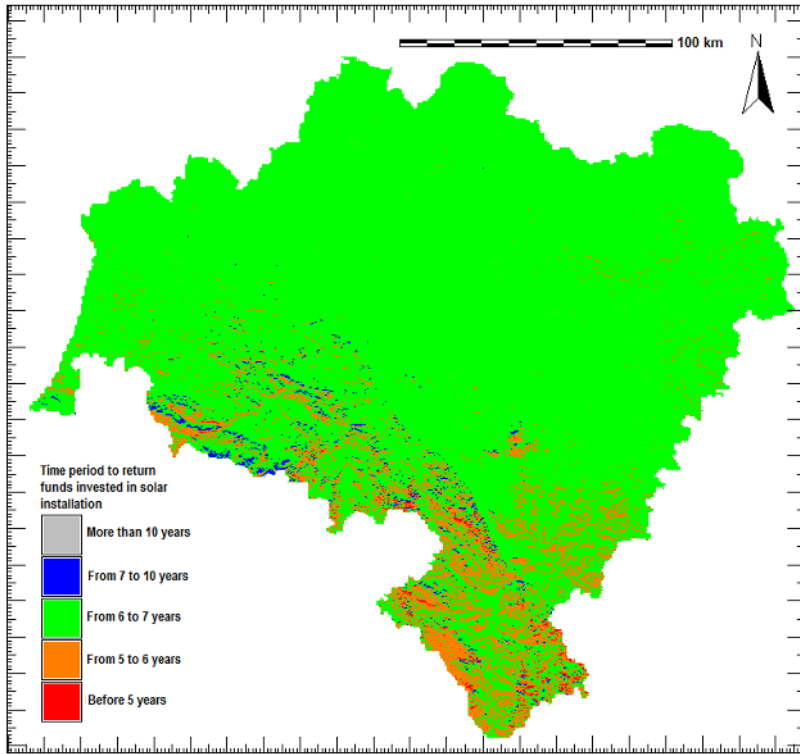 100 km
N
Time period to return
funds invested in solar
installation
More than 10 years
From 7 to 10 years
From 6 to 7 years
From 5 to 6 years
Before 5 years